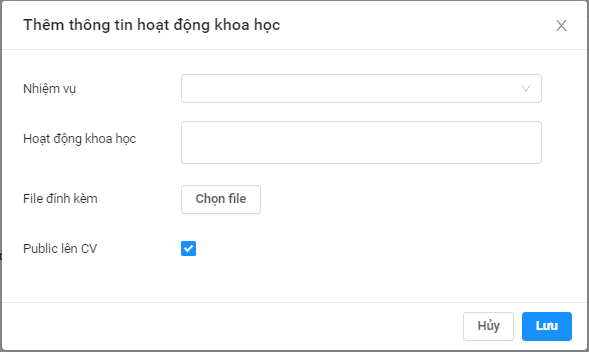 Thêm thông tin hoạt động khoa học
Nhiệm vụ
Hoạt động khoa học
File đính kèm
Chọn file
Public lên CV
Hủy
Lưu